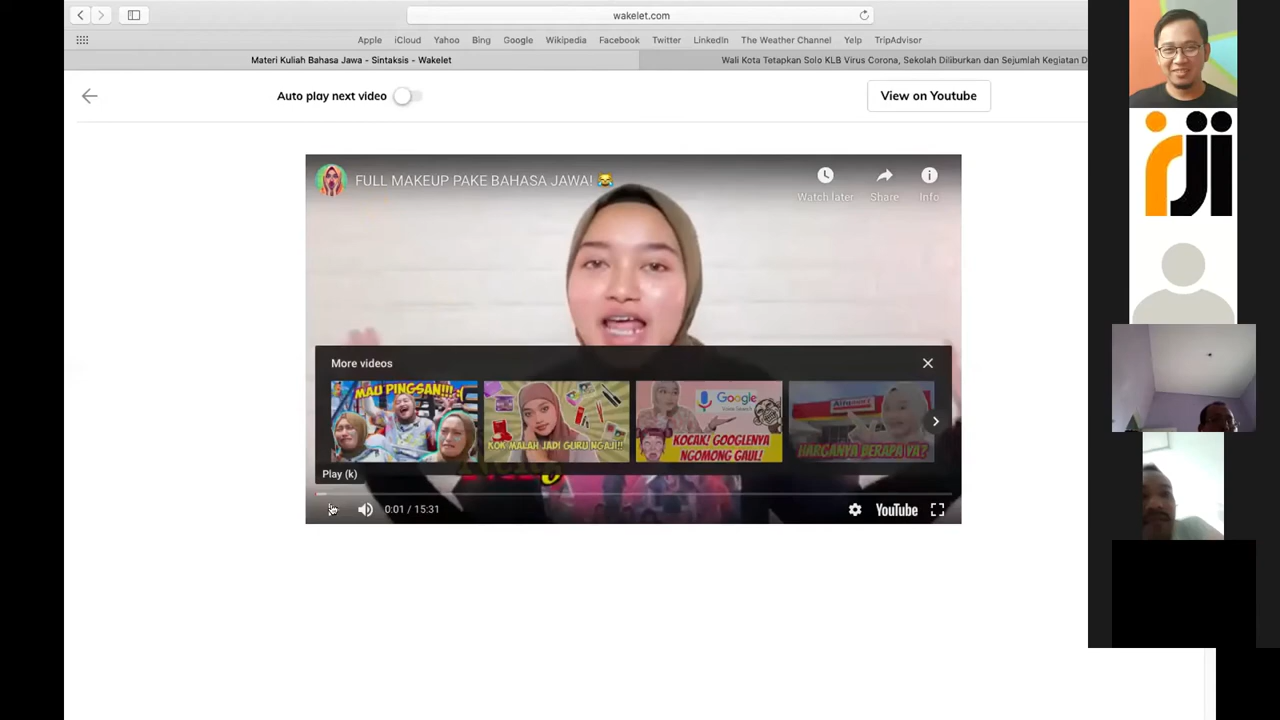 wakelet.com
Apple iCloud Yahoo Bing Google Wikipedia Facebook Twitter LinkedIn The Weather Channel Yelp TripAdvisor
Materi Kuliah Bahasa Jawa - Sintaksis - Wakelet
Wali Kota Tetapkan Solo KLB Virus Corona, Sekolah Diliburkan dan Sejumlah Kegiatan D
Auto play next video
View on Youtube
FULL MAKEUP PAKE BAHASA JAWA! 😂
Watch later
Share
Info
More videos
MAU PINGSAN!!! :(
KOK MALAH JADI GURU NGAJI!!
Google
KOCAK! GOOGLENYA
NGOMONG GAUL!
Alfamart
HARGANYA BERAPA YA?
Play (k)
0:01 / 15:31
YouTube
rji